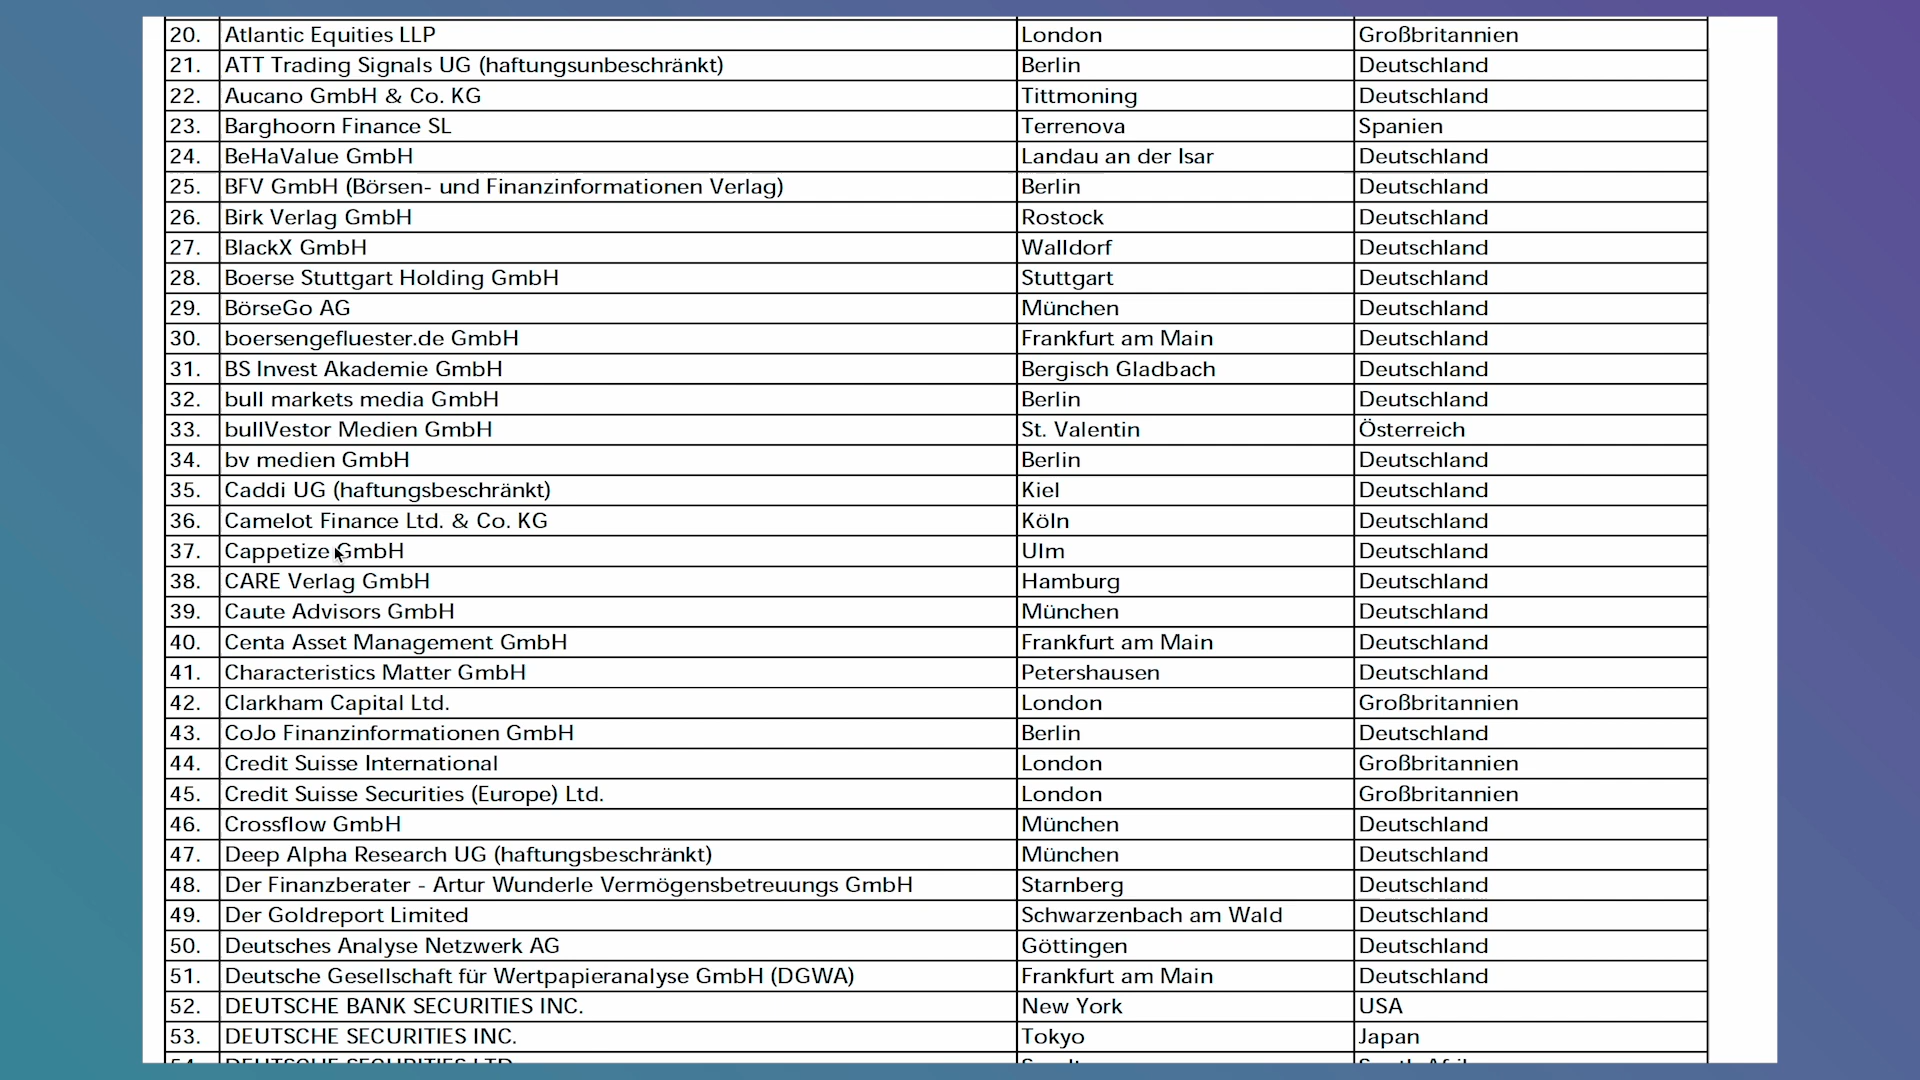 20. Atlantic Equities LLP London Großbritannien
21. ATT Trading Signals UG (haftungsunbeschränkt) Berlin Deutschland
22. Aucano GmbH & Co. KG Tittmoning Deutschland
23. Barghoorn Finance SL Terrenova Spanien
24. BeHaValue GmbH Landau an der Isar Deutschland
25. BFV GmbH (Börsen- und Finanzinformationen Verlag) Berlin Deutschland
26. Birk Verlag GmbH Rostock Deutschland
27. BlackX GmbH Walldorf Deutschland
28. Boerse Stuttgart Holding GmbH Stuttgart Deutschland
29. BörseGo AG München Deutschland
30. boersengefluester.de GmbH Frankfurt am Main Deutschland
31. BS Invest Akademie GmbH Bergisch Gladbach Deutschland
32. bull markets media GmbH Berlin Deutschland
33. bullVestor Medien GmbH St. Valentin Österreich
34. bv medien GmbH Berlin Deutschland
35. Caddi UG (haftungsbeschränkt) Kiel Deutschland
36. Camelot Finance Ltd. & Co. KG Köln Deutschland
37. Cappetize GmbH Ulm Deutschland
38. CARE Verlag GmbH Hamburg Deutschland
39. Caute Advisors GmbH München Deutschland
40. Centa Asset Management GmbH Frankfurt am Main Deutschland
41. Characteristics Matter GmbH Petershausen Deutschland
42. Clarkham Capital Ltd. London Großbritannien
43. CoJo Finanzinformationen GmbH Berlin Deutschland
44. Credit Suisse International London Großbritannien
45. Credit Suisse Securities (Europe) Ltd. London Großbritannien
46. Crossflow GmbH München Deutschland
47. Deep Alpha Research UG (haftungsbeschränkt) München Deutschland
48. Der Finanzberater - Artur Wunderle Vermögensbetreuungs GmbH Starnberg Deutschland
49. Der Goldreport Limited Schwarzenbach am Wald Deutschland
50. Deutsches Analyse Netzwerk AG Göttingen Deutschland
51. Deutsche Gesellschaft für Wertpapieranalyse GmbH (DGWA) Frankfurt am Main Deutschland
52. DEUTSCHE BANK SECURITIES INC. New York USA
53. DEUTSCHE SECURITIES INC. Tokyo Japan